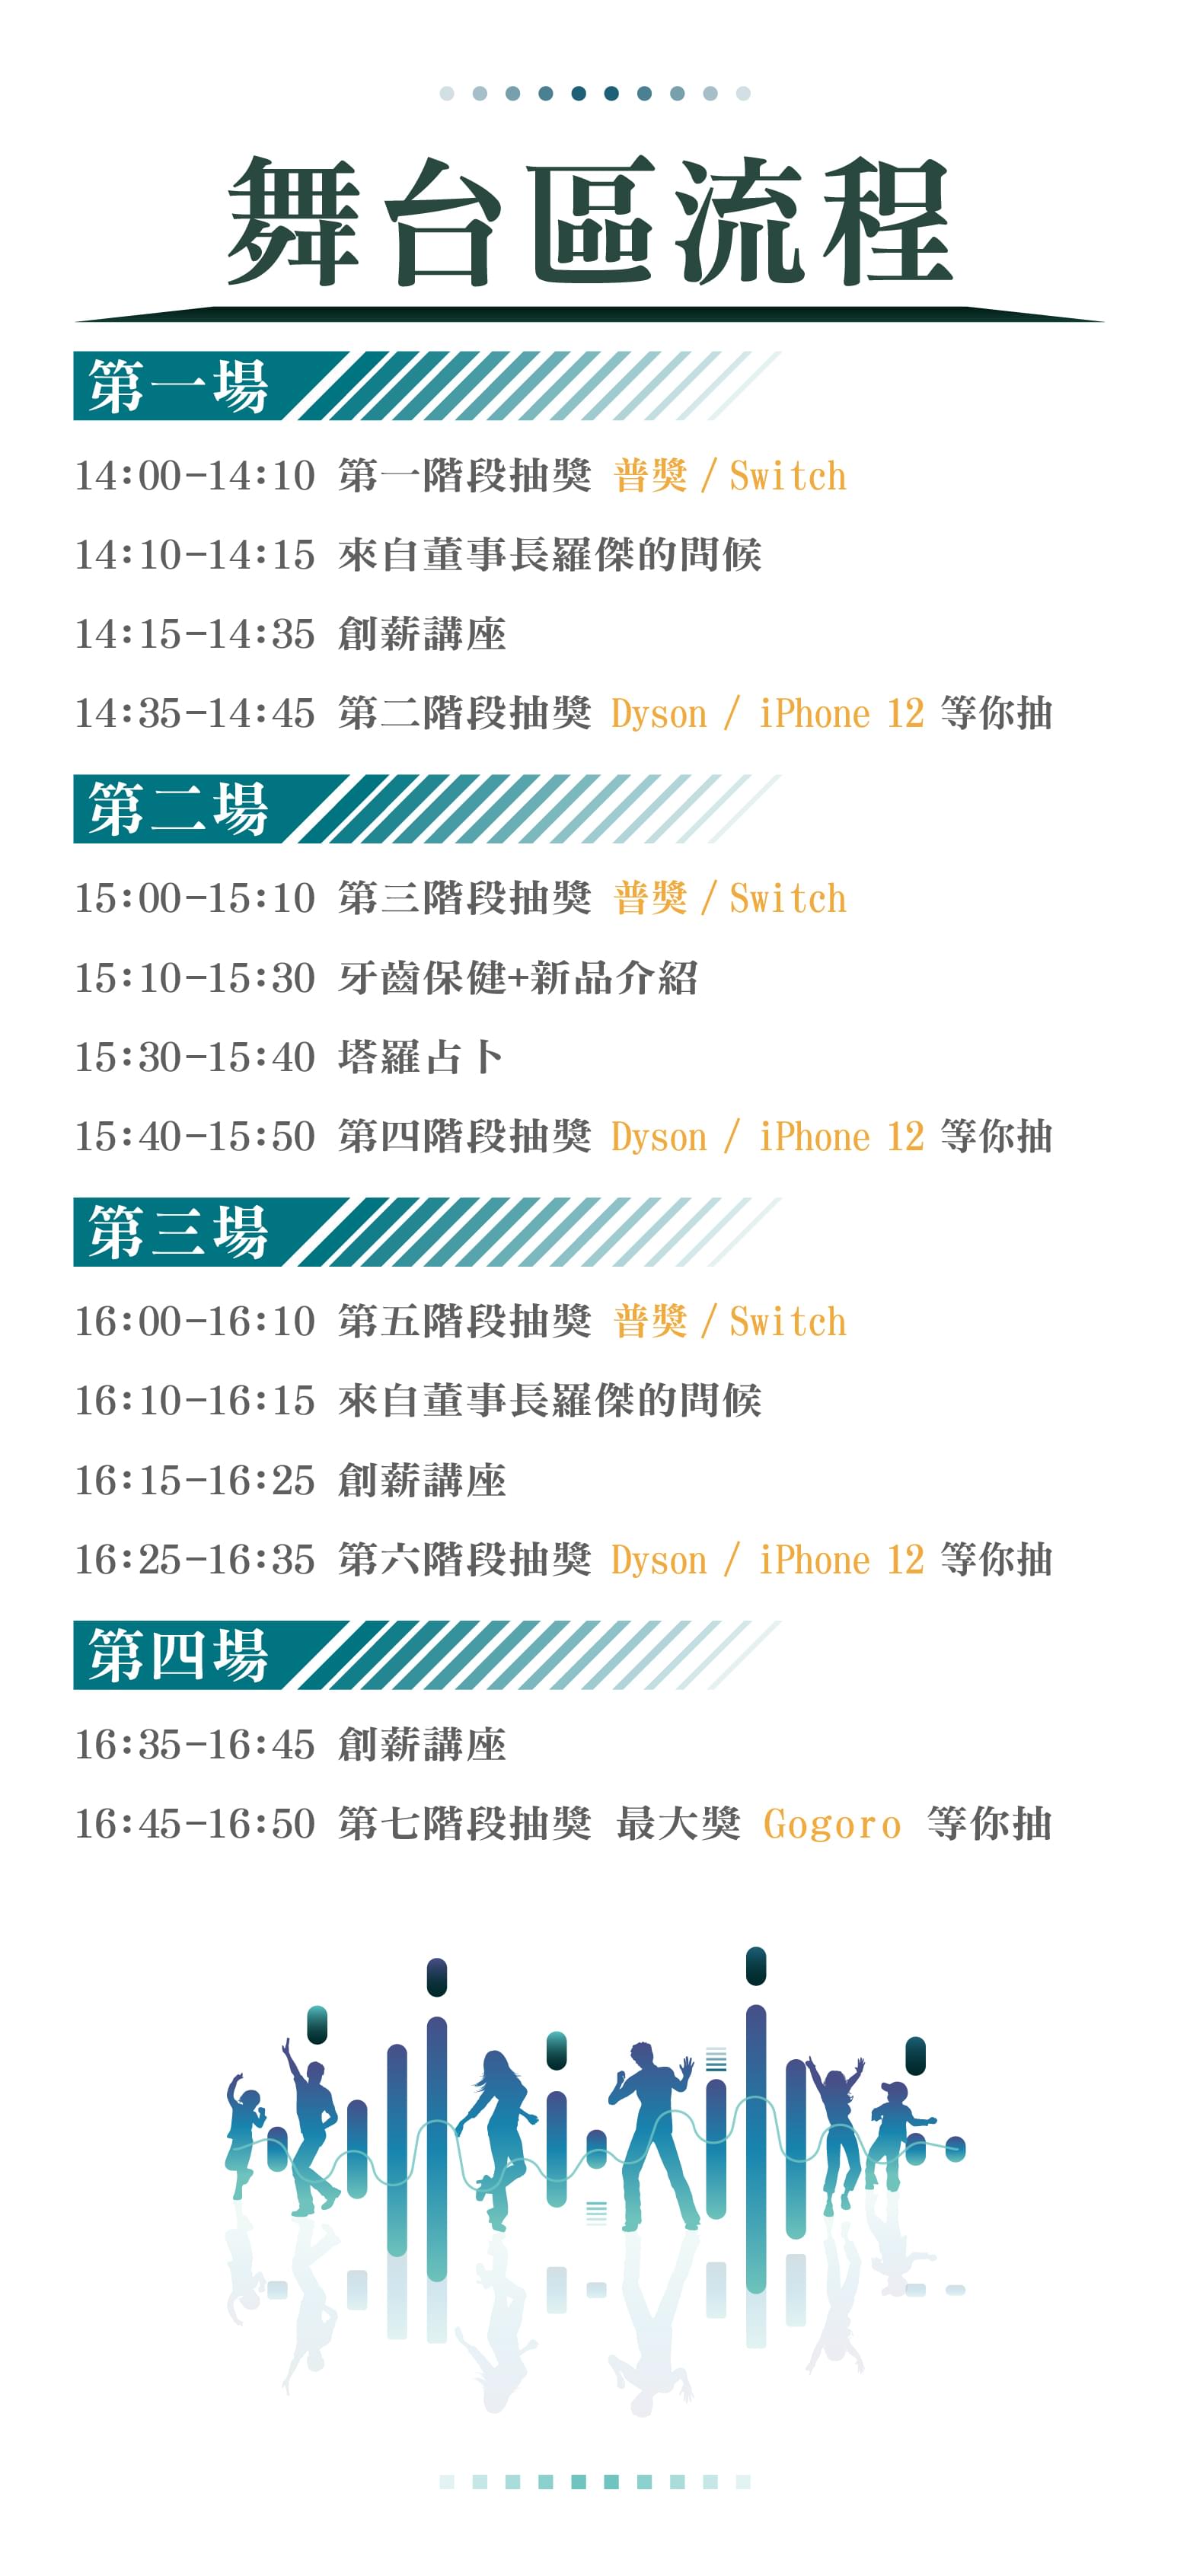 舞台區流程
第一場
14:00-14:10 第一階段抽獎 普獎 / Switch
14:10-14:15 來自董事長羅傑的問候
14:15-14:35 創薪講座
14:35-14:45 第二階段抽獎 Dyson / iPhone 12 等你抽
第二場
15:00-15:10 第三階段抽獎 普獎 / Switch
15:10-15:30 牙齒保健+新品介紹
15:30-15:40 塔羅占卜
15:40-15:50 第四階段抽獎 Dyson / iPhone 12 等你抽
第三場
16:00-16:10 第五階段抽獎 普獎 / Switch
16:10-16:15 來自董事長羅傑的問候
16:15-16:25 創薪講座
16:25-16:35 第六階段抽獎 Dyson / iPhone 12 等你抽
第四場
16:35-16:45 創薪講座
16:45-16:50 第七階段抽獎 最大獎 Gogoro 等你抽